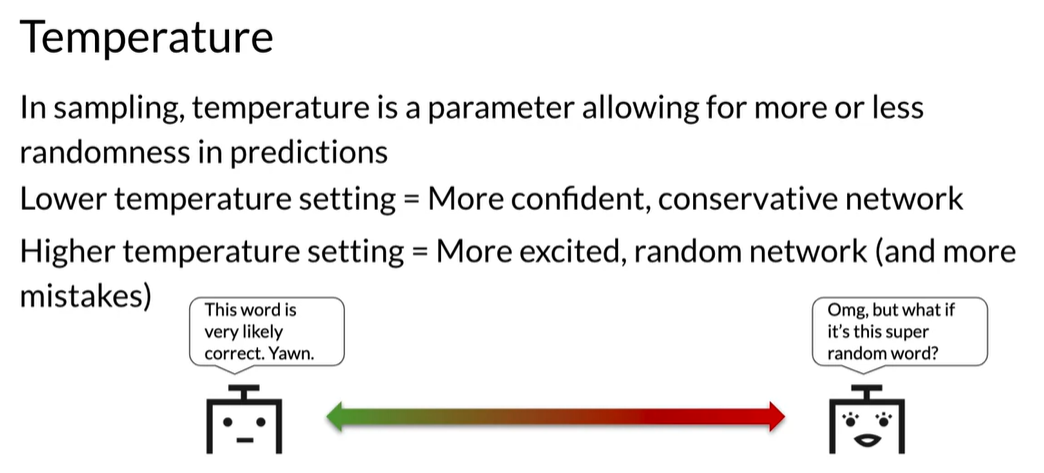 Temperature
In sampling, temperature is a parameter allowing for more or less
randomness in predictions
Lower temperature setting = More confident, conservative network
Higher temperature setting = More excited, random network (and more
mistakes)
This word is
very likely
correct. Yawn.
Omg, but what if
it's this super
random word?